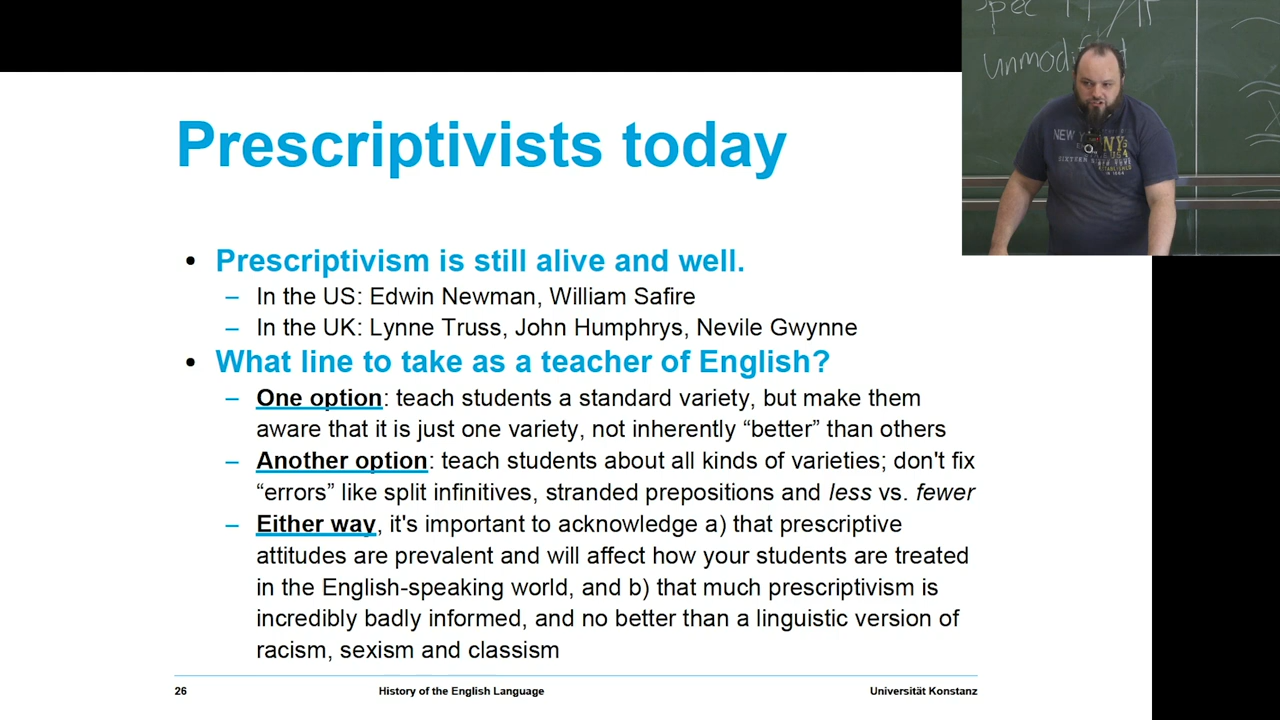 Prescriptivists today
• Prescriptivism is still alive and well.
– In the US: Edwin Newman, William Safire
– In the UK: Lynne Truss, John Humphrys, Nevile Gwynne
• What line to take as a teacher of English?
– One option: teach students a standard variety, but make them
aware that it is just one variety, not inherently “better” than others
– Another option: teach students about all kinds of varieties; don't fix
“errors” like split infinitives, stranded prepositions and less vs. fewer
– Either way, it's important to acknowledge a) that prescriptive
attitudes are prevalent and will affect how your students are treated
in the English-speaking world, and b) that much prescriptivism is
incredibly badly informed, and no better than a linguistic version of
racism, sexism and classism
26 History of the English Language Universität Konstanz
Spec
NEW
NYS
USA
ESTABLISHED